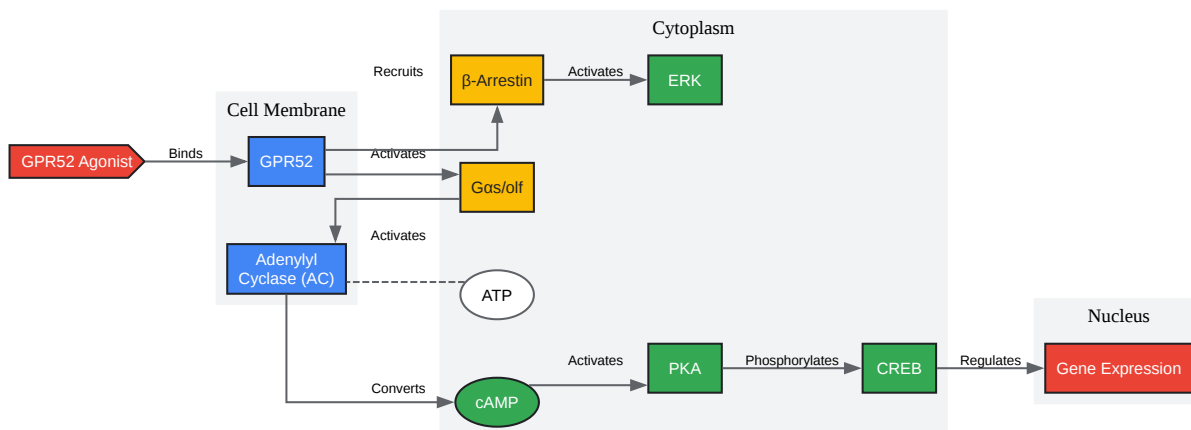 Cytoplasm
Recruits
β-Arrestin
Activates
ERK
Cell Membrane
GPR52 Agonist
Binds
GPR52
Activates
Gαs/olf
Activates
Adenylyl
Cyclase (AC)
ATP
Nucleus
Converts
cAMP
Activates
PKA
Phosphorylates
CREB
Regulates
Gene Expression